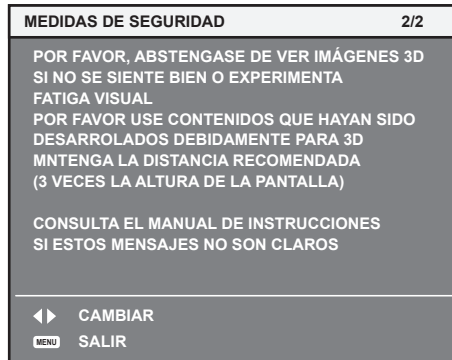 MEDIDAS DE SEGURIDAD 2/2
POR FAVOR, ABSTENGASE DE VER IMÁGENES 3D
SI NO SE SIENTE BIEN O EXPERIMENTA
FATIGA VISUAL
POR FAVOR USE CONTENIDOS QUE HAYAN SIDO
DESARROLADOS DEBIDAMENTE PARA 3D
MNTENGA LA DISTANCIA RECOMENDADA
(3 VECES LA ALTURA DE LA PANTALLA)
CONSULTA EL MANUAL DE INSTRUCCIONES
SI ESTOS MENSAJES NO SON CLAROS
CAMBIAR
MENU SALIR